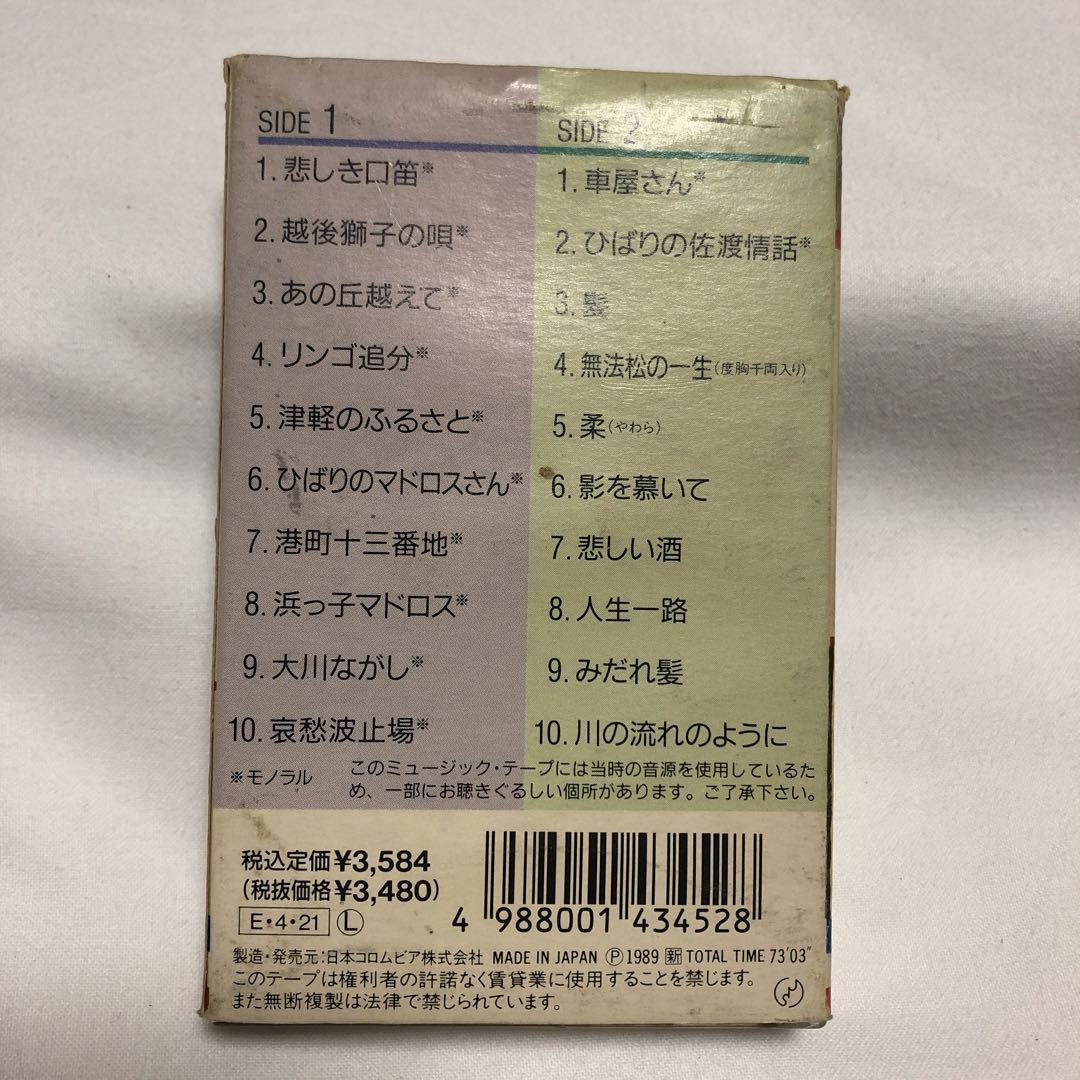 SIDE 1
1. 悲しき口笛※
2. 越後獅子の唄※
3. あの丘越えて※
4. リンゴ追分※
5. 津軽のふるさと※
6. ひばりのマドロスさん※
7. 港町十三番地※
8. 浜っ子マドロス※
9. 大川ながし※
10. 哀愁波止場※
SIDE 2
1. 車屋さん※
2. ひばりの佐渡情話※
3. 髪
4. 無法松の一生(度胸千両入り)
5. 柔(やわら)
6. 影を慕いて
7. 悲しい酒
8. 人生一路
9. みだれ髪
10. 川の流れのように
※モノラル
このミュージック・テープには当時の音源を使用しているた
め、一部にお聴きぐるしい個所があります。ご了承下さい。
税込定価¥3,584
(税抜価格¥3,480)
E・4・21 Ⓛ
4 988001 434528
製造・発売元:日本コロムビア株式会社 MADE IN JAPAN Ⓟ1989 新 TOTAL TIME 73'03"
このテープは権利者の許諾なく賃貸業に使用することを禁じます。
また無断複製は法律で禁じられています。